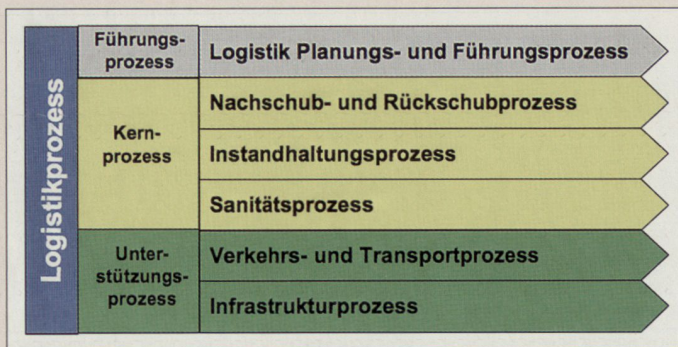 Logistikprozess
Führungs-
prozess
Logistik Planungs- und Führungsprozess
Kern-
prozess
Nachschub- und Rückschubprozess
Instandhaltungsprozess
Sanitätsprozess
Unter-
stützungs-
prozess
Verkehrs- und Transportprozess
Infrastrukturprozess